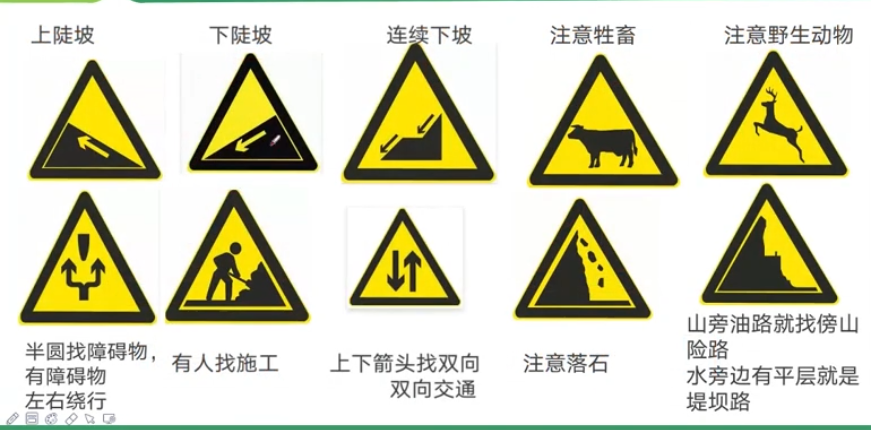 上陡坡
下陡坡
连续下坡
注意牲畜
注意野生动物
半圆找障碍物，
有障碍物
左右绕行
有人找施工
上下箭头找双向
双向交通
注意落石
山旁油路就找傍山
险路
水旁边有平层就是
堤坝路